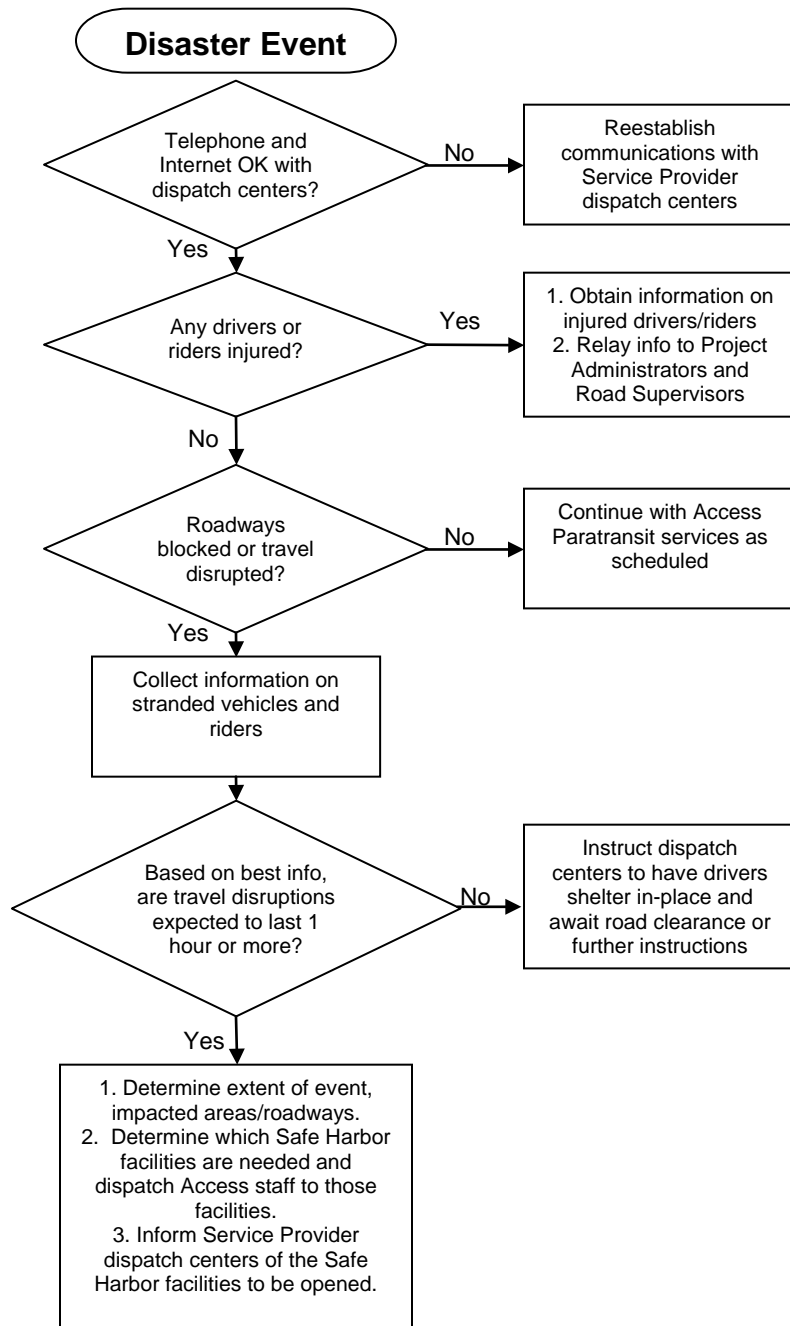 Disaster Event
Telephone and
Internet OK with
dispatch centers?
No
Reestablish
communications with
Service Provider
dispatch centers
Yes
Any drivers or
riders injured?
Yes
1. Obtain information on
injured drivers/riders
2. Relay info to Project
Administrators and
Road Supervisors
No
Roadways
blocked or travel
disrupted?
No
Continue with Access
Paratransit services as
scheduled
Yes
Collect information on
stranded vehicles and
riders
Based on best info,
are travel disruptions
expected to last 1
hour or more?
No
Instruct dispatch
centers to have drivers
shelter in-place and
await road clearance or
further instructions
Yes
1. Determine extent of event,
impacted areas/roadways.
2. Determine which Safe Harbor
facilities are needed and
dispatch Access staff to those
facilities.
3. Inform Service Provider
dispatch centers of the Safe
Harbor facilities to be opened.